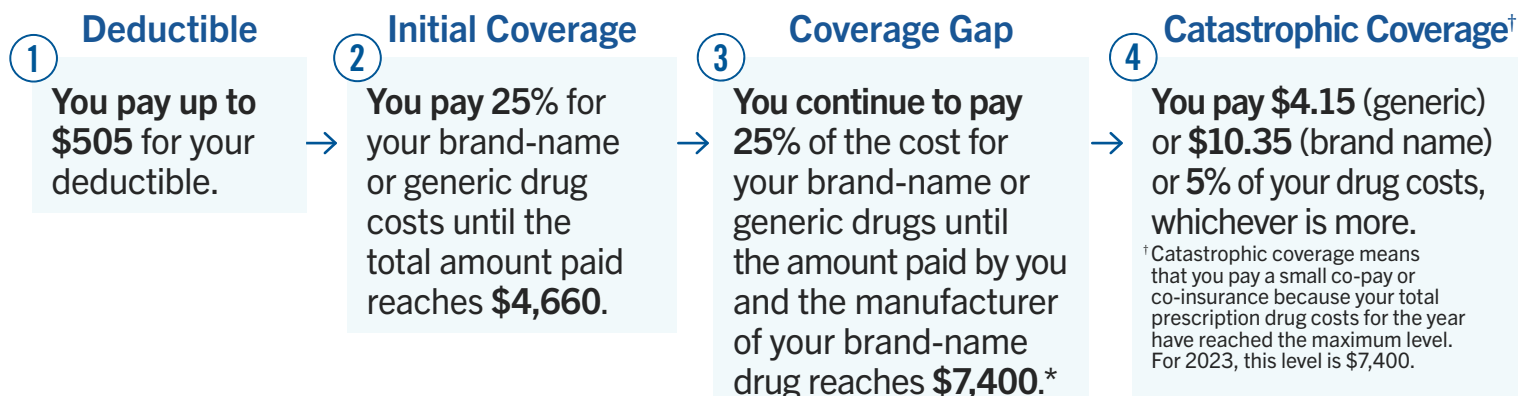 1
Deductible
You pay up to
$505 for your
deductible.
2
Initial Coverage
You pay 25% for
your brand-name
or generic drug
costs until the
total amount paid
reaches $4,660.
3
Coverage Gap
You continue to pay
25% of the cost for
your brand-name or
generic drugs until
the amount paid by you
and the manufacturer
of your brand-name
drug reaches $7,400.*
4
Catastrophic Coverage†
You pay $4.15 (generic)
or $10.35 (brand name)
or 5% of your drug costs,
whichever is more.
†Catastrophic coverage means
that you pay a small co-pay or
co-insurance because your total
prescription drug costs for the year
have reached the maximum level.
For 2023, this level is $7,400.